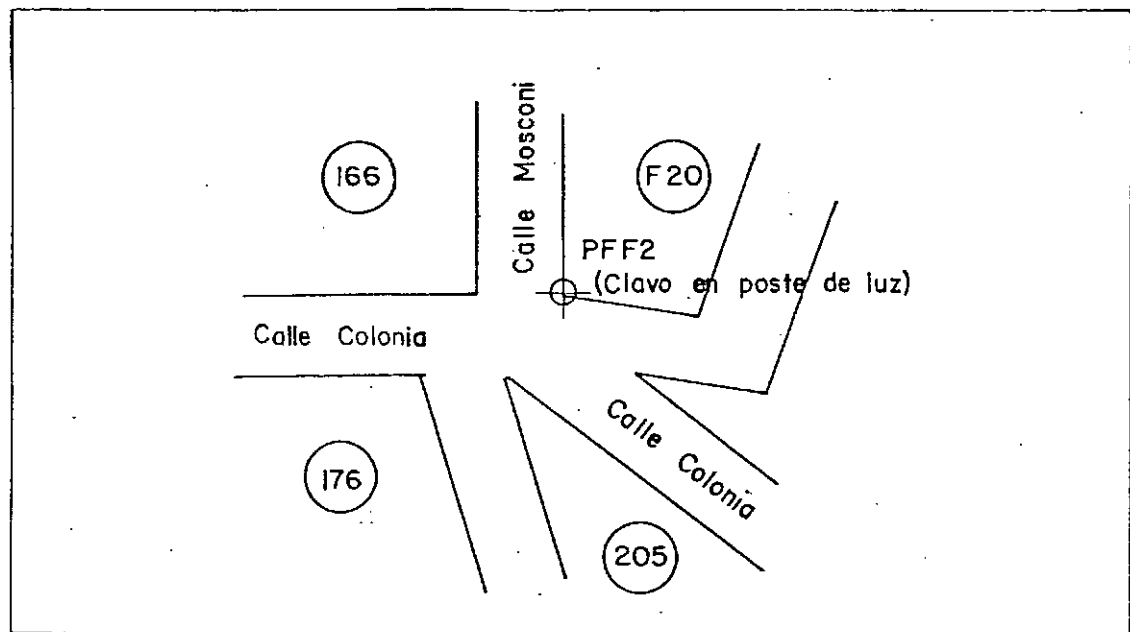 166
Calle Mosconi
F20
PFF2
(Clavo en poste de luz)
Calle Colonia
Calle Colonia
176
205